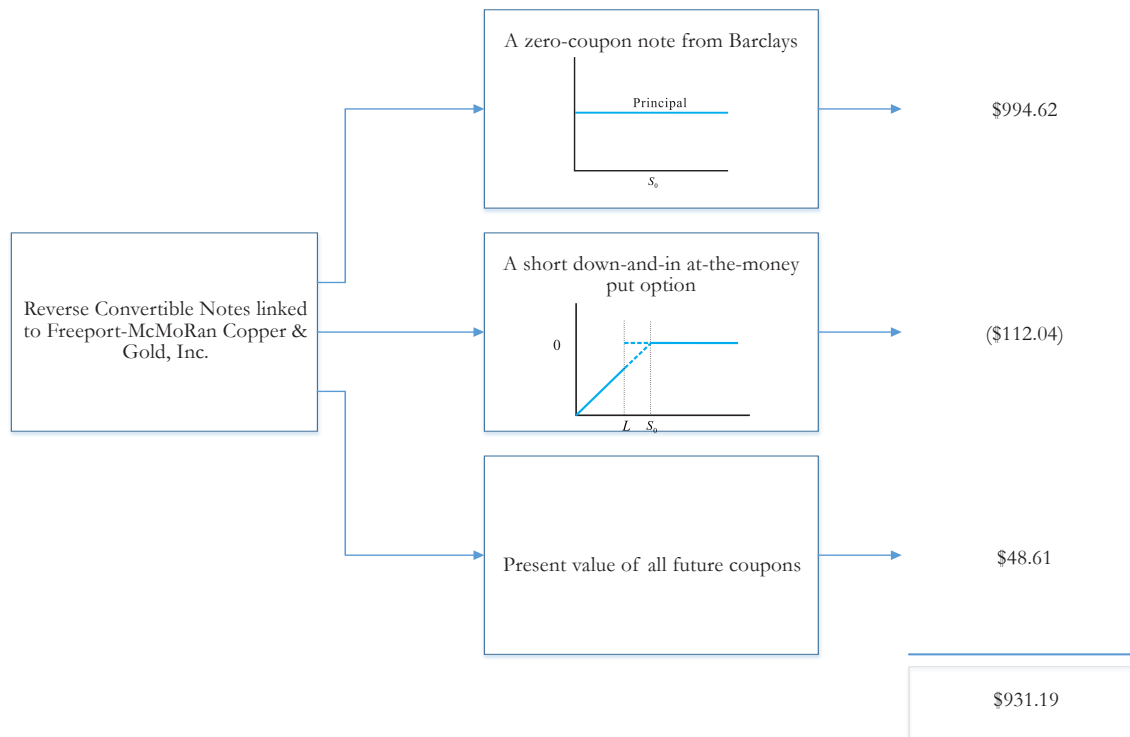 A zero-coupon note from Barclays
Principal
S₀
$994.62
Reverse Convertible Notes linked
to Freeport-McMoRan Copper &
Gold, Inc.
A short down-and-in at-the-money
put option
0
L S₀
($112.04)
Present value of all future coupons
$48.61
$931.19